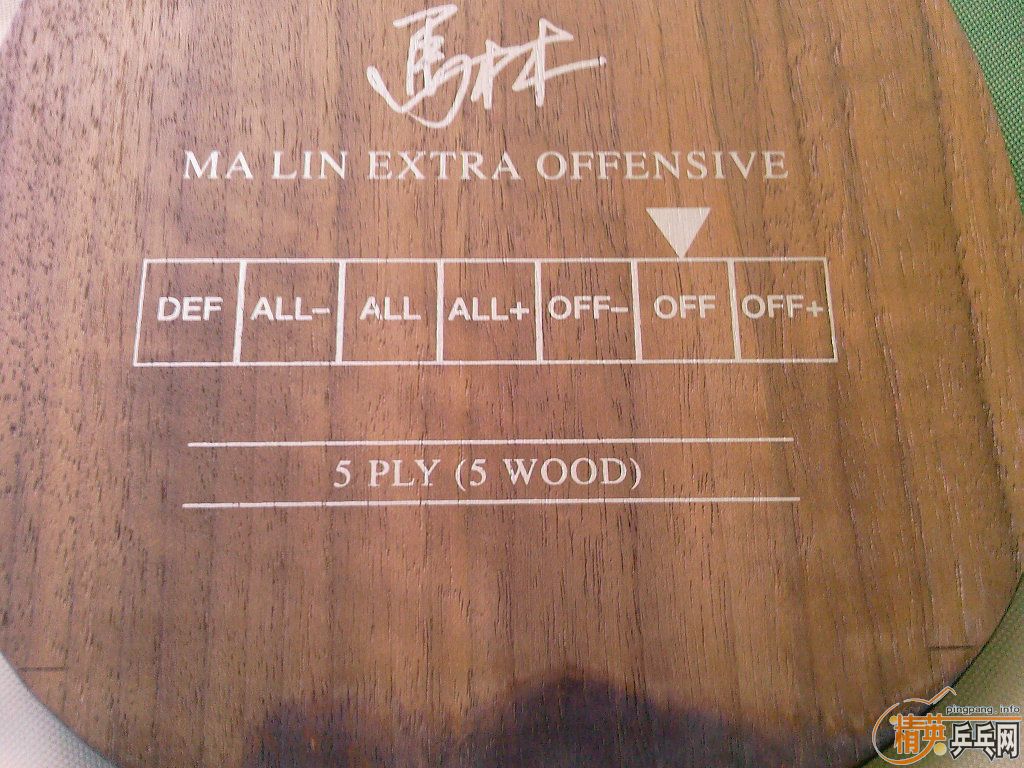 馬林
MA LIN EXTRA OFFENSIVE
DEF ALL- ALL ALL+ OFF- OFF OFF+
5 PLY (5 WOOD)
pingpang.info
精英乒乓网